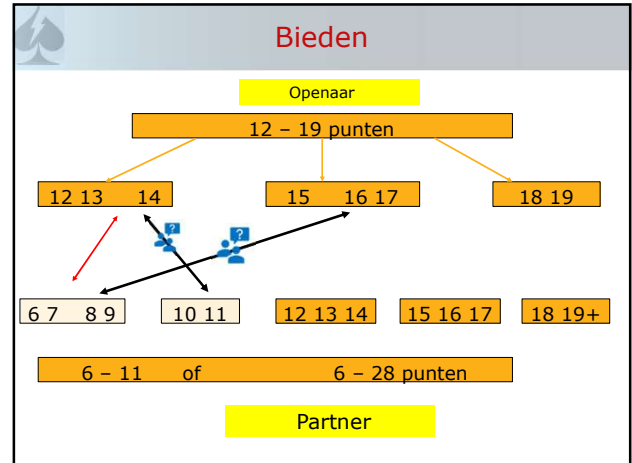 Bieden
Openaar
12 – 19 punten
12 13 14
15 16 17
18 19
?
?
6 7 8 9
10 11
12 13 14
15 16 17
18 19+
6 – 11 of 6 – 28 punten
Partner